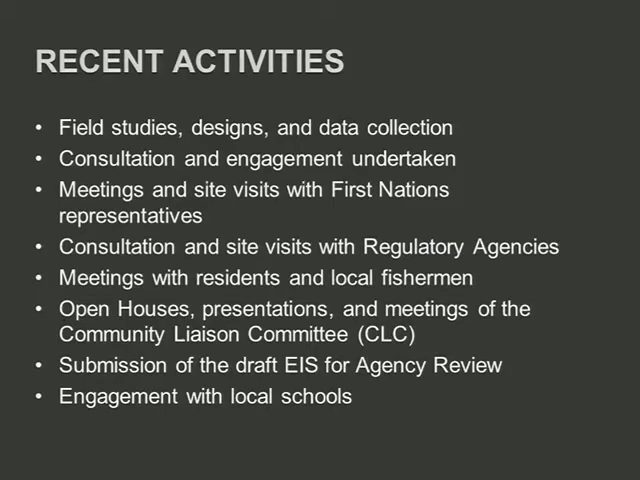 RECENT ACTIVITIES
• Field studies, designs, and data collection
• Consultation and engagement undertaken
• Meetings and site visits with First Nations
representatives
• Consultation and site visits with Regulatory Agencies
• Meetings with residents and local fishermen
• Open Houses, presentations, and meetings of the
Community Liaison Committee (CLC)
• Submission of the draft EIS for Agency Review
• Engagement with local schools